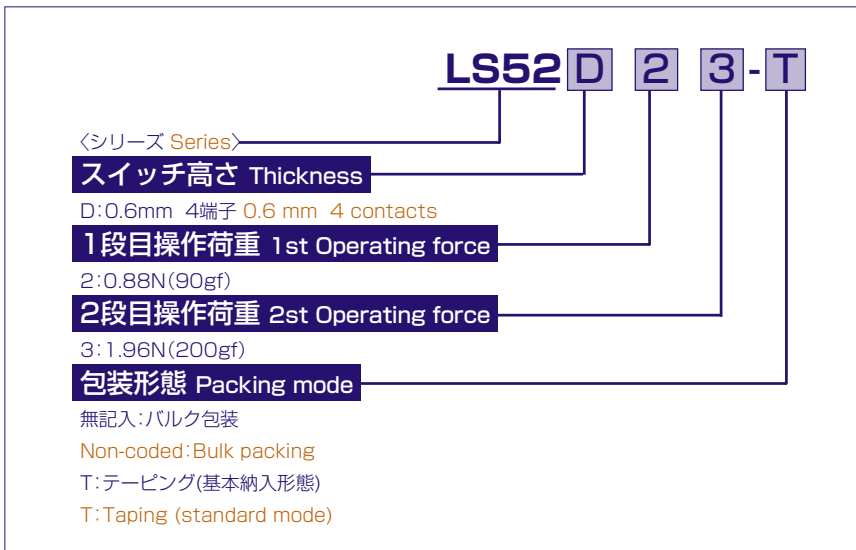 LS52 D 2 3 - T
〈シリーズ Series〉
スイッチ高さ Thickness
D:0.6mm 4端子 0.6 mm 4 contacts
1段目操作荷重 1st Operating force
2:0.88N(90gf)
2段目操作荷重 2st Operating force
3:1.96N(200gf)
包装形態 Packing mode
無記入:バルク包装
Non-coded:Bulk packing
T:テーピング(基本納入形態)
T:Taping (standard mode)